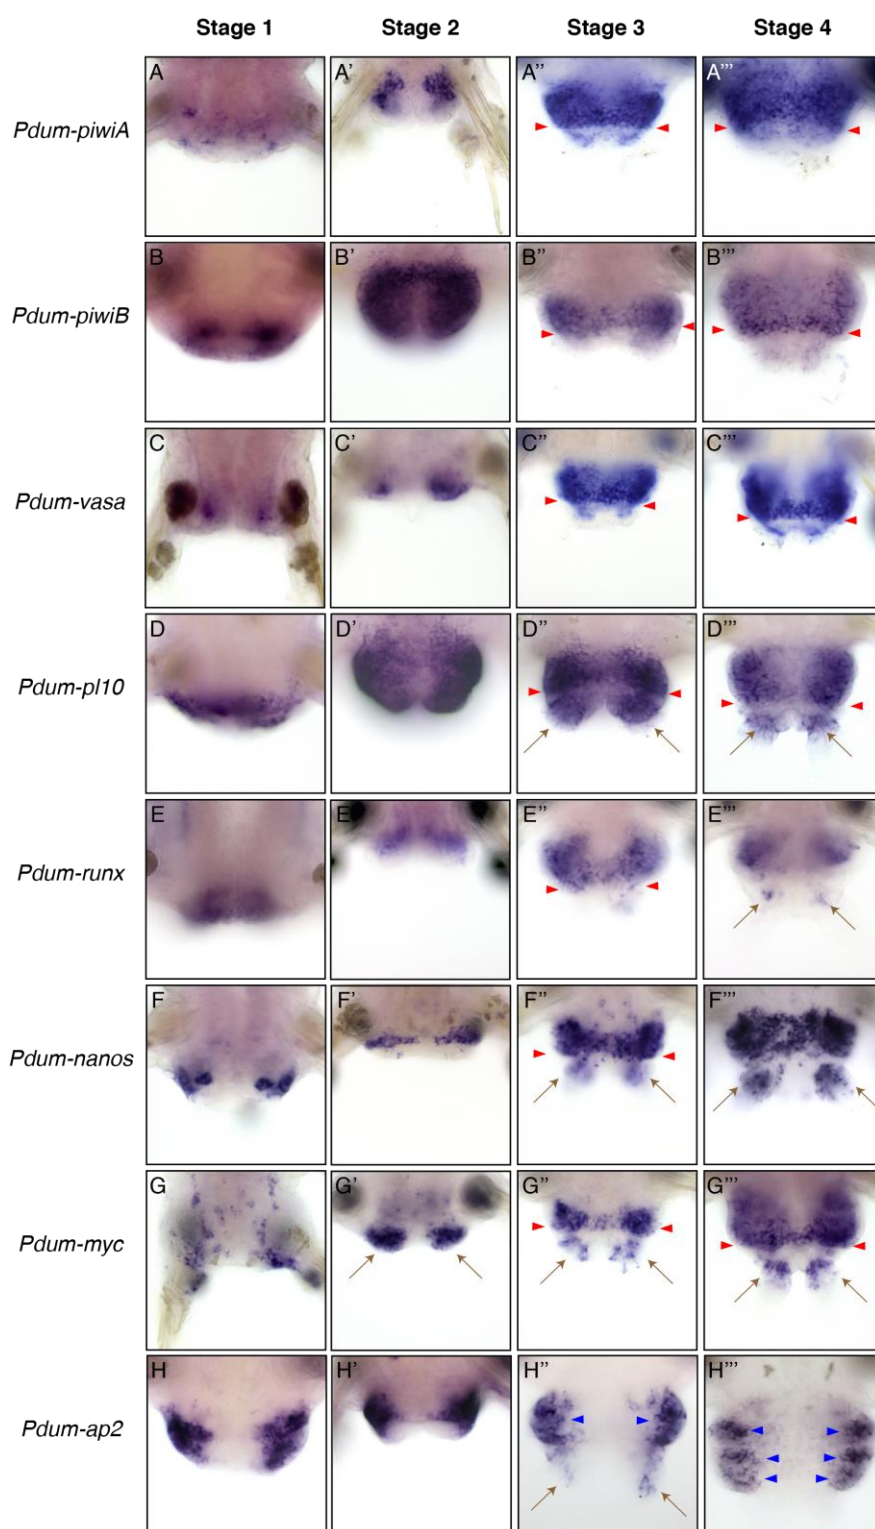 Stage 1 Stage 2 Stage 3 Stage 4
Pdum-piwiA A A' A'' A'''
Pdum-piwiB B B' B'' B'''
Pdum-vasa C C' C'' C'''
Pdum-pl10 D D' D'' D'''
Pdum-runx E E' E'' E'''
Pdum-nanos F F' F'' F'''
Pdum-myc G G' G'' G'''
Pdum-ap2 H H' H'' H'''